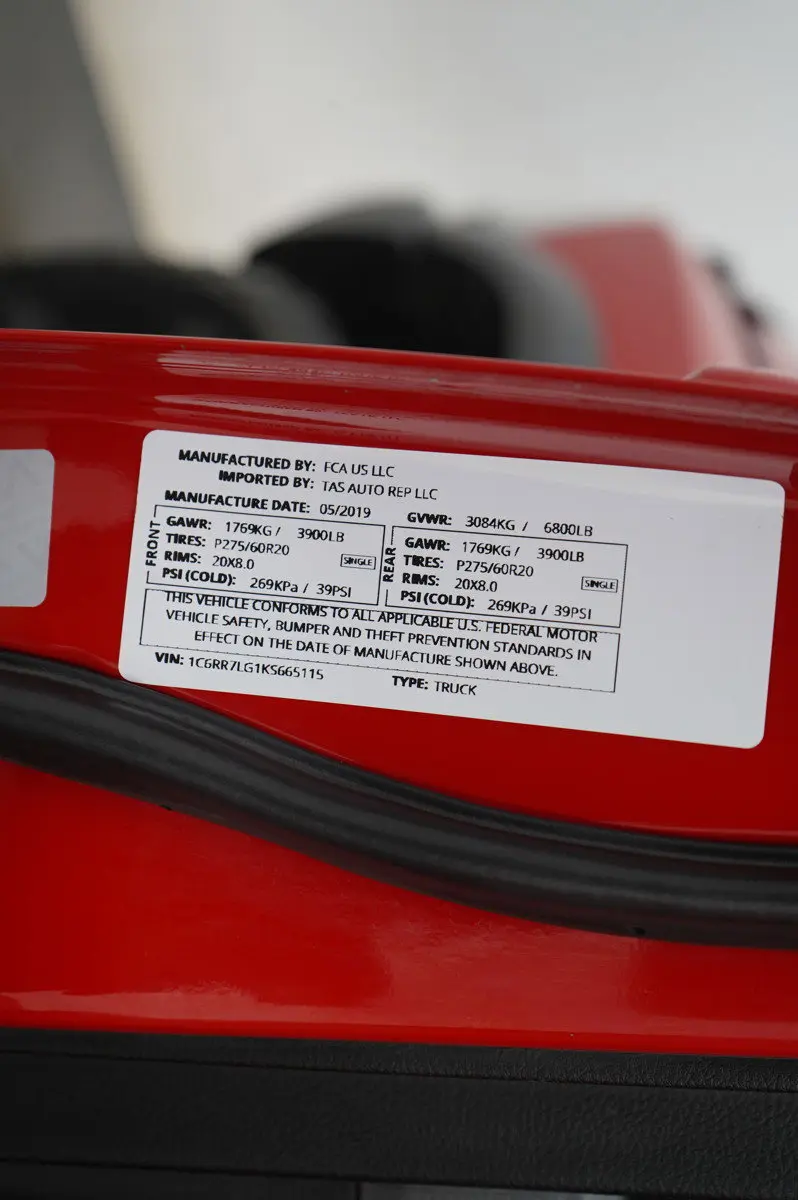 MANUFACTURED BY: FCA US LLC
IMPORTED BY: TAS AUTO REP LLC
MANUFACTURE DATE: 05/2019 GVWR: 3084KG / 6800LB
FRONT
GAWR: 1769KG / 3900LB
TIRES: P275/60R20
RIMS: 20X8.0 SINGLE
PSI (COLD): 269KPa / 39PSI
REAR
GAWR: 1769KG / 3900LB
TIRES: P275/60R20
RIMS: 20X8.0 SINGLE
PSI (COLD): 269KPa / 39PSI
THIS VEHICLE CONFORMS TO ALL APPLICABLE U.S. FEDERAL MOTOR
VEHICLE SAFETY, BUMPER AND THEFT PREVENTION STANDARDS IN
EFFECT ON THE DATE OF MANUFACTURE SHOWN ABOVE.
VIN: 1C6RR7LG1KS665115 TYPE: TRUCK